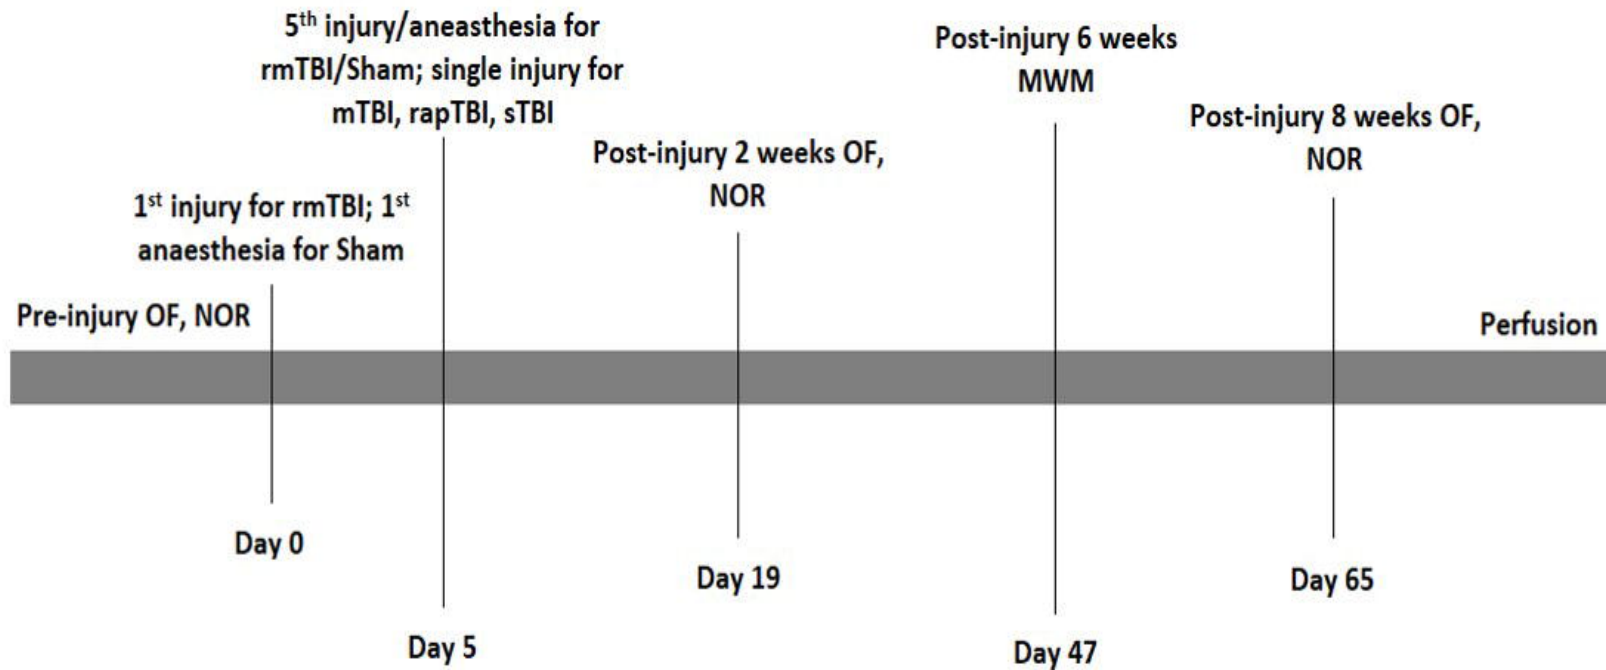 5th injury/aneasthesia for
rmTBI/Sham; single injury for
mTBI, rapTBI, sTBI
Post-injury 6 weeks
MWM
Post-injury 8 weeks OF,
NOR
Post-injury 2 weeks OF,
NOR
1st injury for rmTBI; 1st
anaesthesia for Sham
Pre-injury OF, NOR
Perfusion
Day 0
Day 5
Day 19
Day 47
Day 65